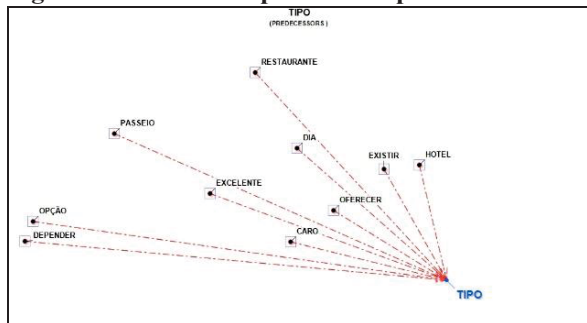 TIPO
(PREDECESSORS)
RESTAURANTE
PASSEIO
DIA
EXISTIR
HOTEL
EXCELENTE
OFERECER
OPÇÃO
CARO
DEPENDER
TIPO